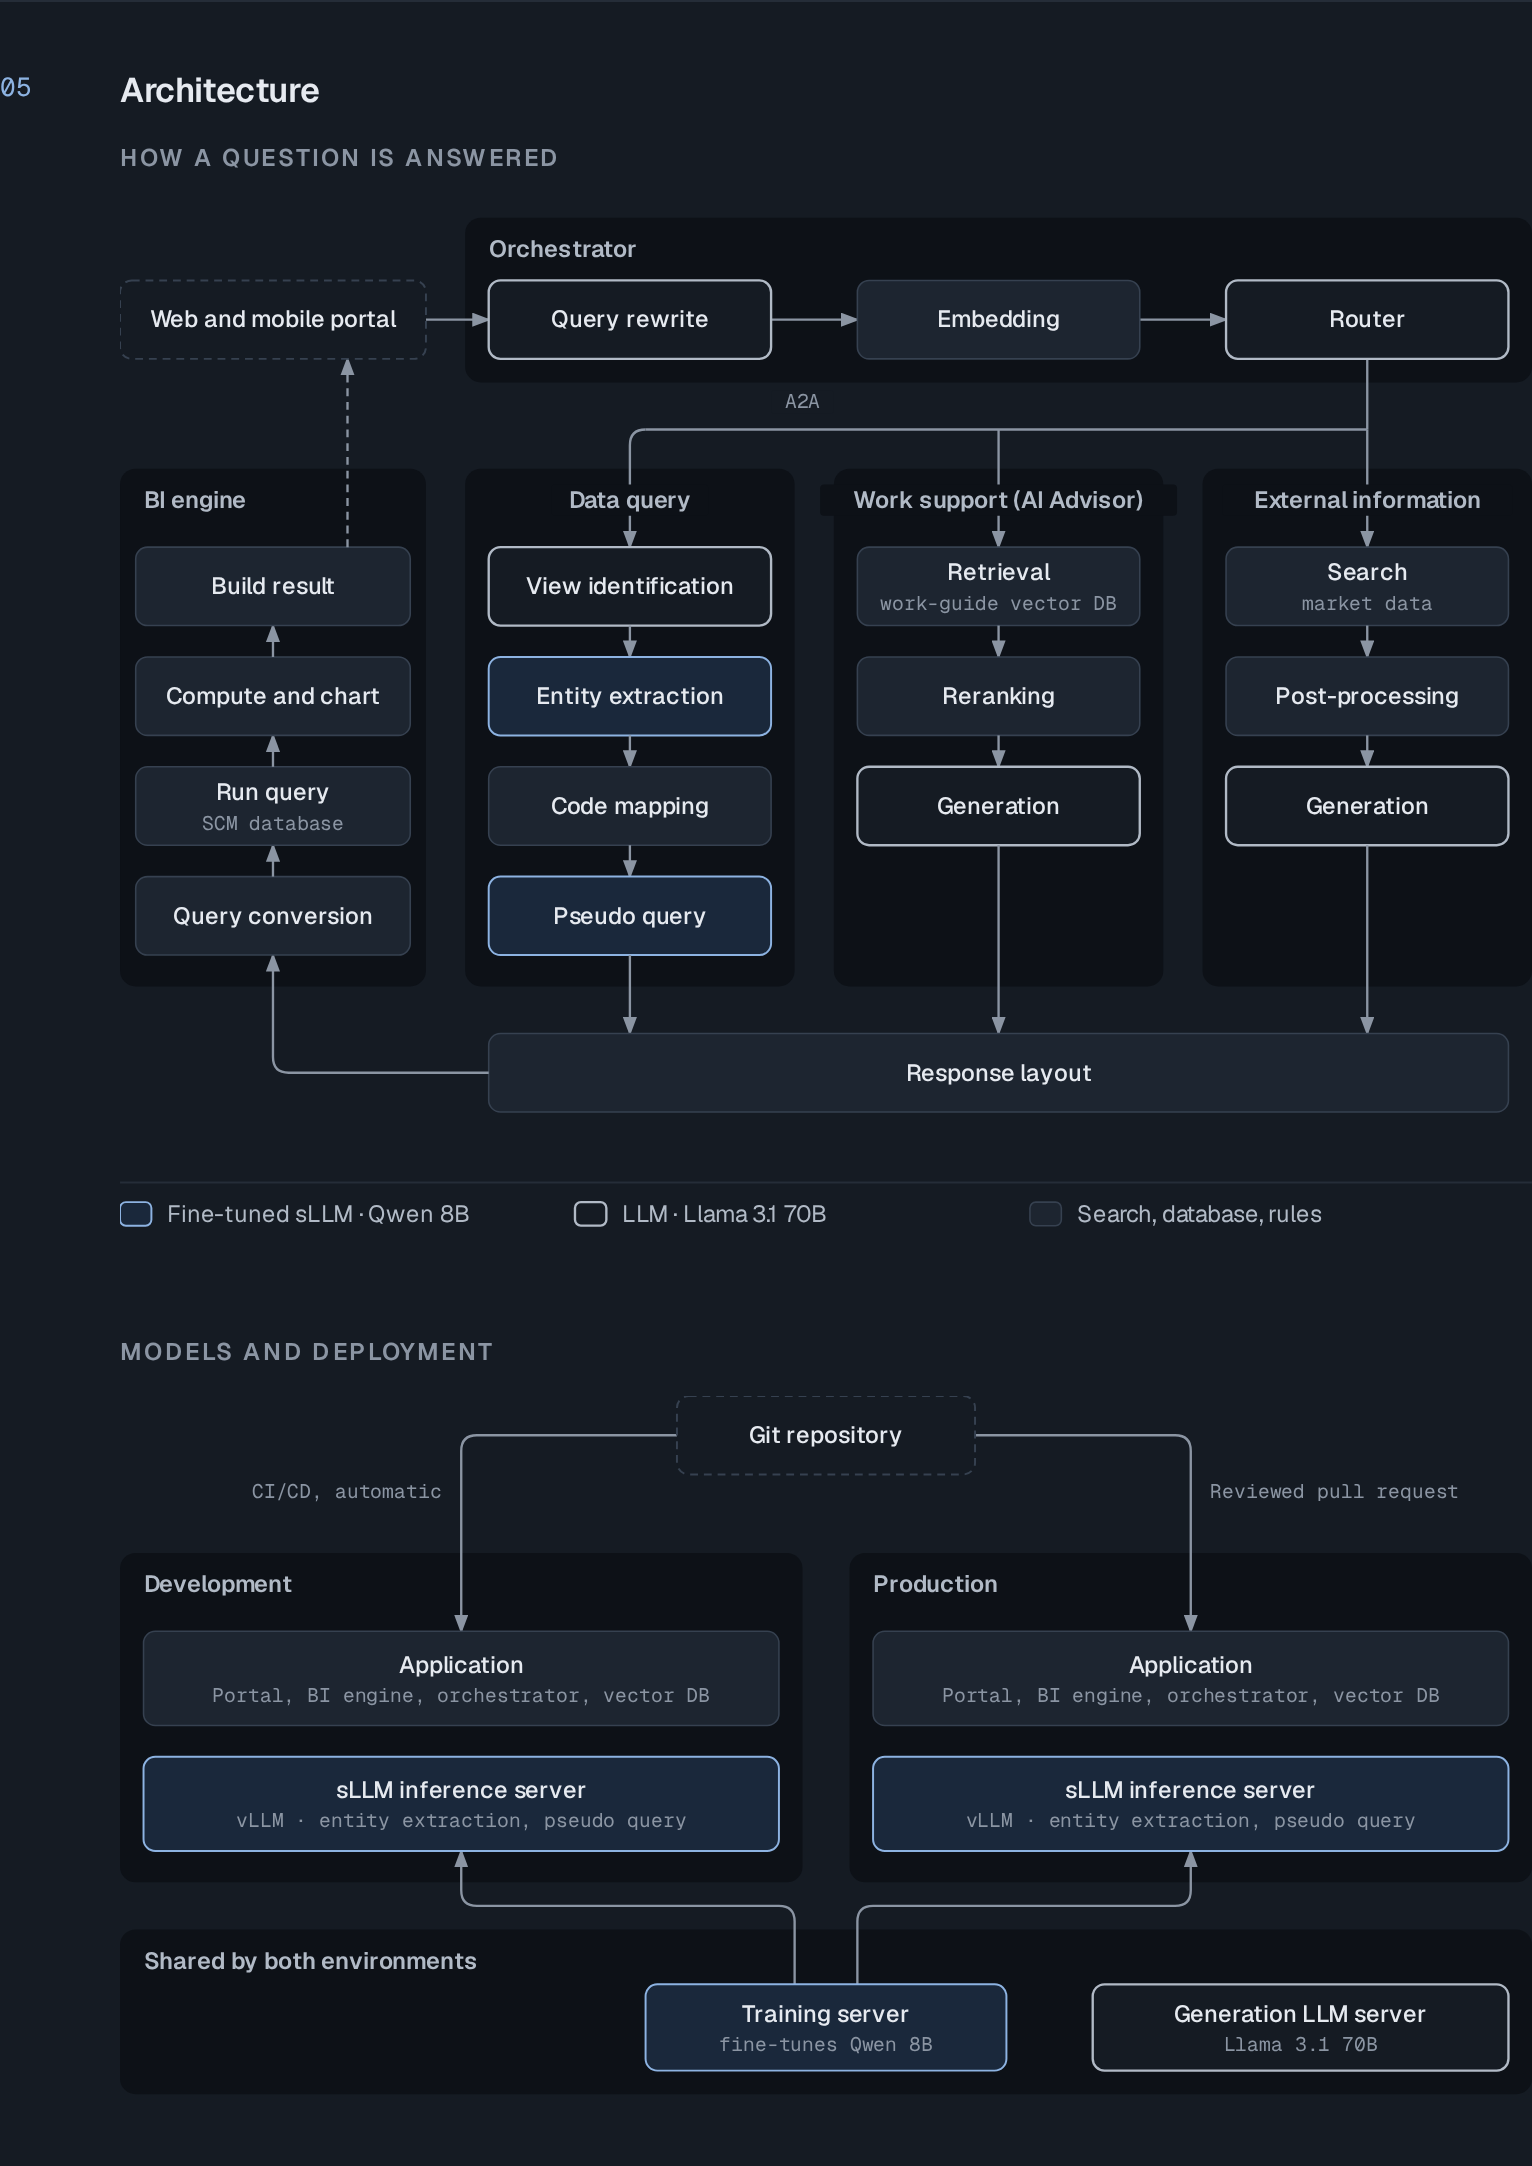 05
Architecture
HOW A QUESTION IS ANSWERED
Orchestrator
Web and mobile portal
Query rewrite
Embedding
Router
A2A
BI engine
Data query
Work support (AI Advisor)
External information
Build result
View identification
Retrieval
work-guide vector DB
Search
market data
Compute and chart
Entity extraction
Reranking
Post-processing
Run query
SCM database
Code mapping
Generation
Generation
Query conversion
Pseudo query
Response layout
Fine-tuned sLLM · Qwen 8B
LLM · Llama 3.1 70B
Search, database, rules
MODELS AND DEPLOYMENT
Git repository
CI/CD, automatic
Reviewed pull request
Development
Production
Application
Portal, BI engine, orchestrator, vector DB
Application
Portal, BI engine, orchestrator, vector DB
sLLM inference server
vLLM · entity extraction, pseudo query
sLLM inference server
vLLM · entity extraction, pseudo query
Shared by both environments
Training server
fine-tunes Qwen 8B
Generation LLM server
Llama 3.1 70B